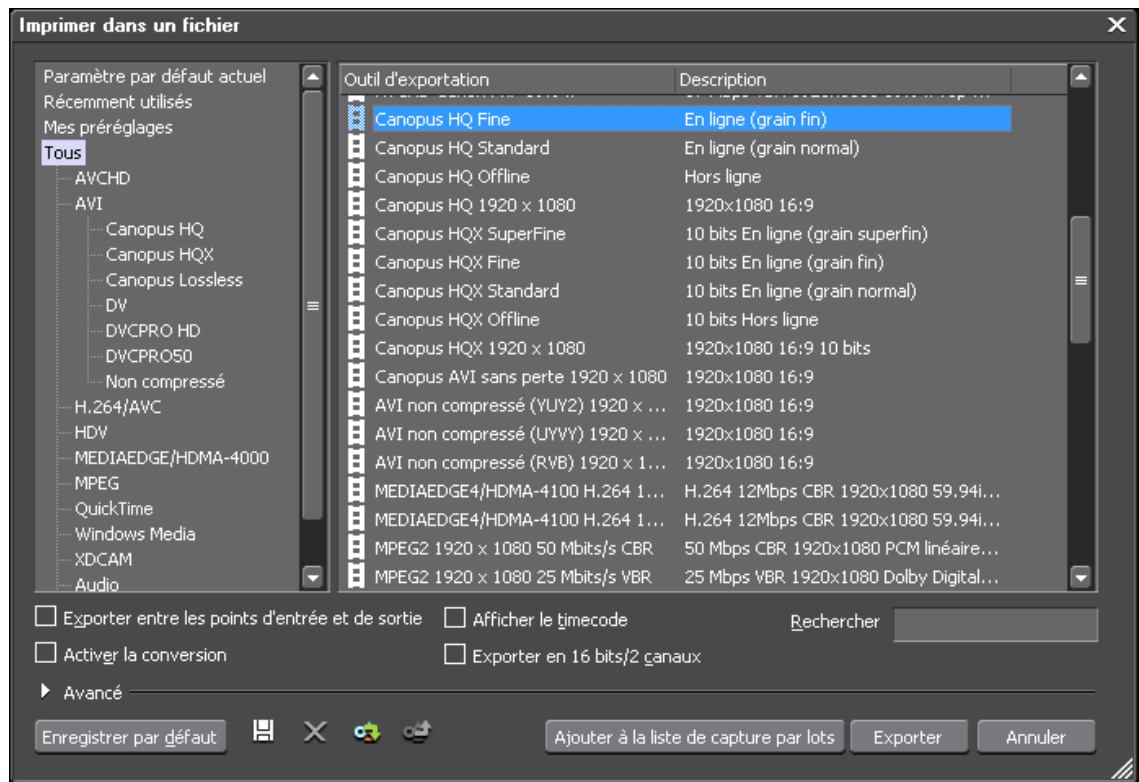 Imprimer dans un fichier
Paramètre par défaut actuel
Récemment utilisés
Mes préréglages
Tous
AVCHD
AVI
Canopus HQ
Canopus HQX
Canopus Lossless
DV
DVCPRO HD
DVCPRO50
Non compressé
H.264/AVC
HDV
MEDIAEDGE/HDMA-4000
MPEG
QuickTime
Windows Media
XDCAM
Audio
Outil d'exportation Description
Canopus HQ Fine En ligne (grain fin)
Canopus HQ Standard En ligne (grain normal)
Canopus HQ Offline Hors ligne
Canopus HQ 1920 x 1080 1920x1080 16:9
Canopus HQX SuperFine 10 bits En ligne (grain superfin)
Canopus HQX Fine 10 bits En ligne (grain fin)
Canopus HQX Standard 10 bits En ligne (grain normal)
Canopus HQX Offline 10 bits Hors ligne
Canopus HQX 1920 x 1080 1920x1080 16:9 10 bits
Canopus AVI sans perte 1920 x 1080 1920x1080 16:9
AVI non compressé (YUY2) 1920 x ... 1920x1080 16:9
AVI non compressé (UYVY) 1920 x ... 1920x1080 16:9
AVI non compressé (RVB) 1920 x 1... 1920x1080 16:9
MEDIAEDGE4/HDMA-4100 H.264 1... H.264 12Mbps CBR 1920x1080 59.94i...
MEDIAEDGE4/HDMA-4100 H.264 1... H.264 12Mbps CBR 1920x1080 59.94i...
MPEG2 1920 x 1080 50 Mbits/s CBR 50 Mbps CBR 1920x1080 PCM linéaire...
MPEG2 1920 x 1080 25 Mbits/s VBR 25 Mbps VBR 1920x1080 Dolby Digital...
Exporter entre les points d'entrée et de sortie Afficher le timecode Rechercher
Activer la conversion Exporter en 16 bits/2 canaux
Avancé
Enregistrer par défaut Ajouter à la liste de capture par lots Exporter Annuler